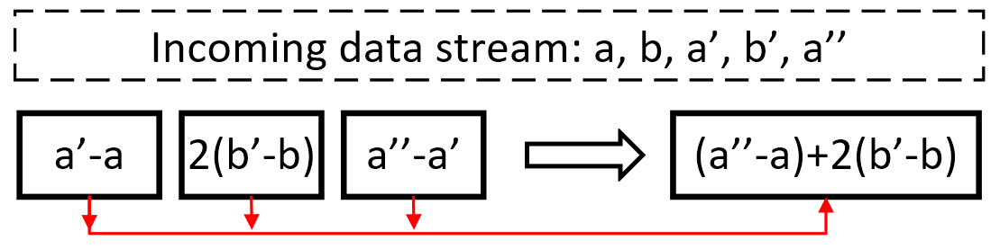 Incoming data stream: a, b, a’, b’, a’’
a’-a
2(b’-b)
a’’-a’
(a’’-a)+2(b’-b)